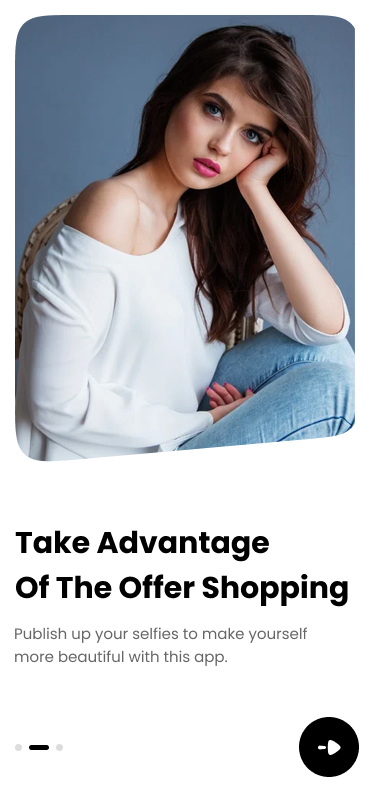 Take Advantage
Of The Offer Shopping
Publish up your selfies to make yourself
more beautiful with this app.